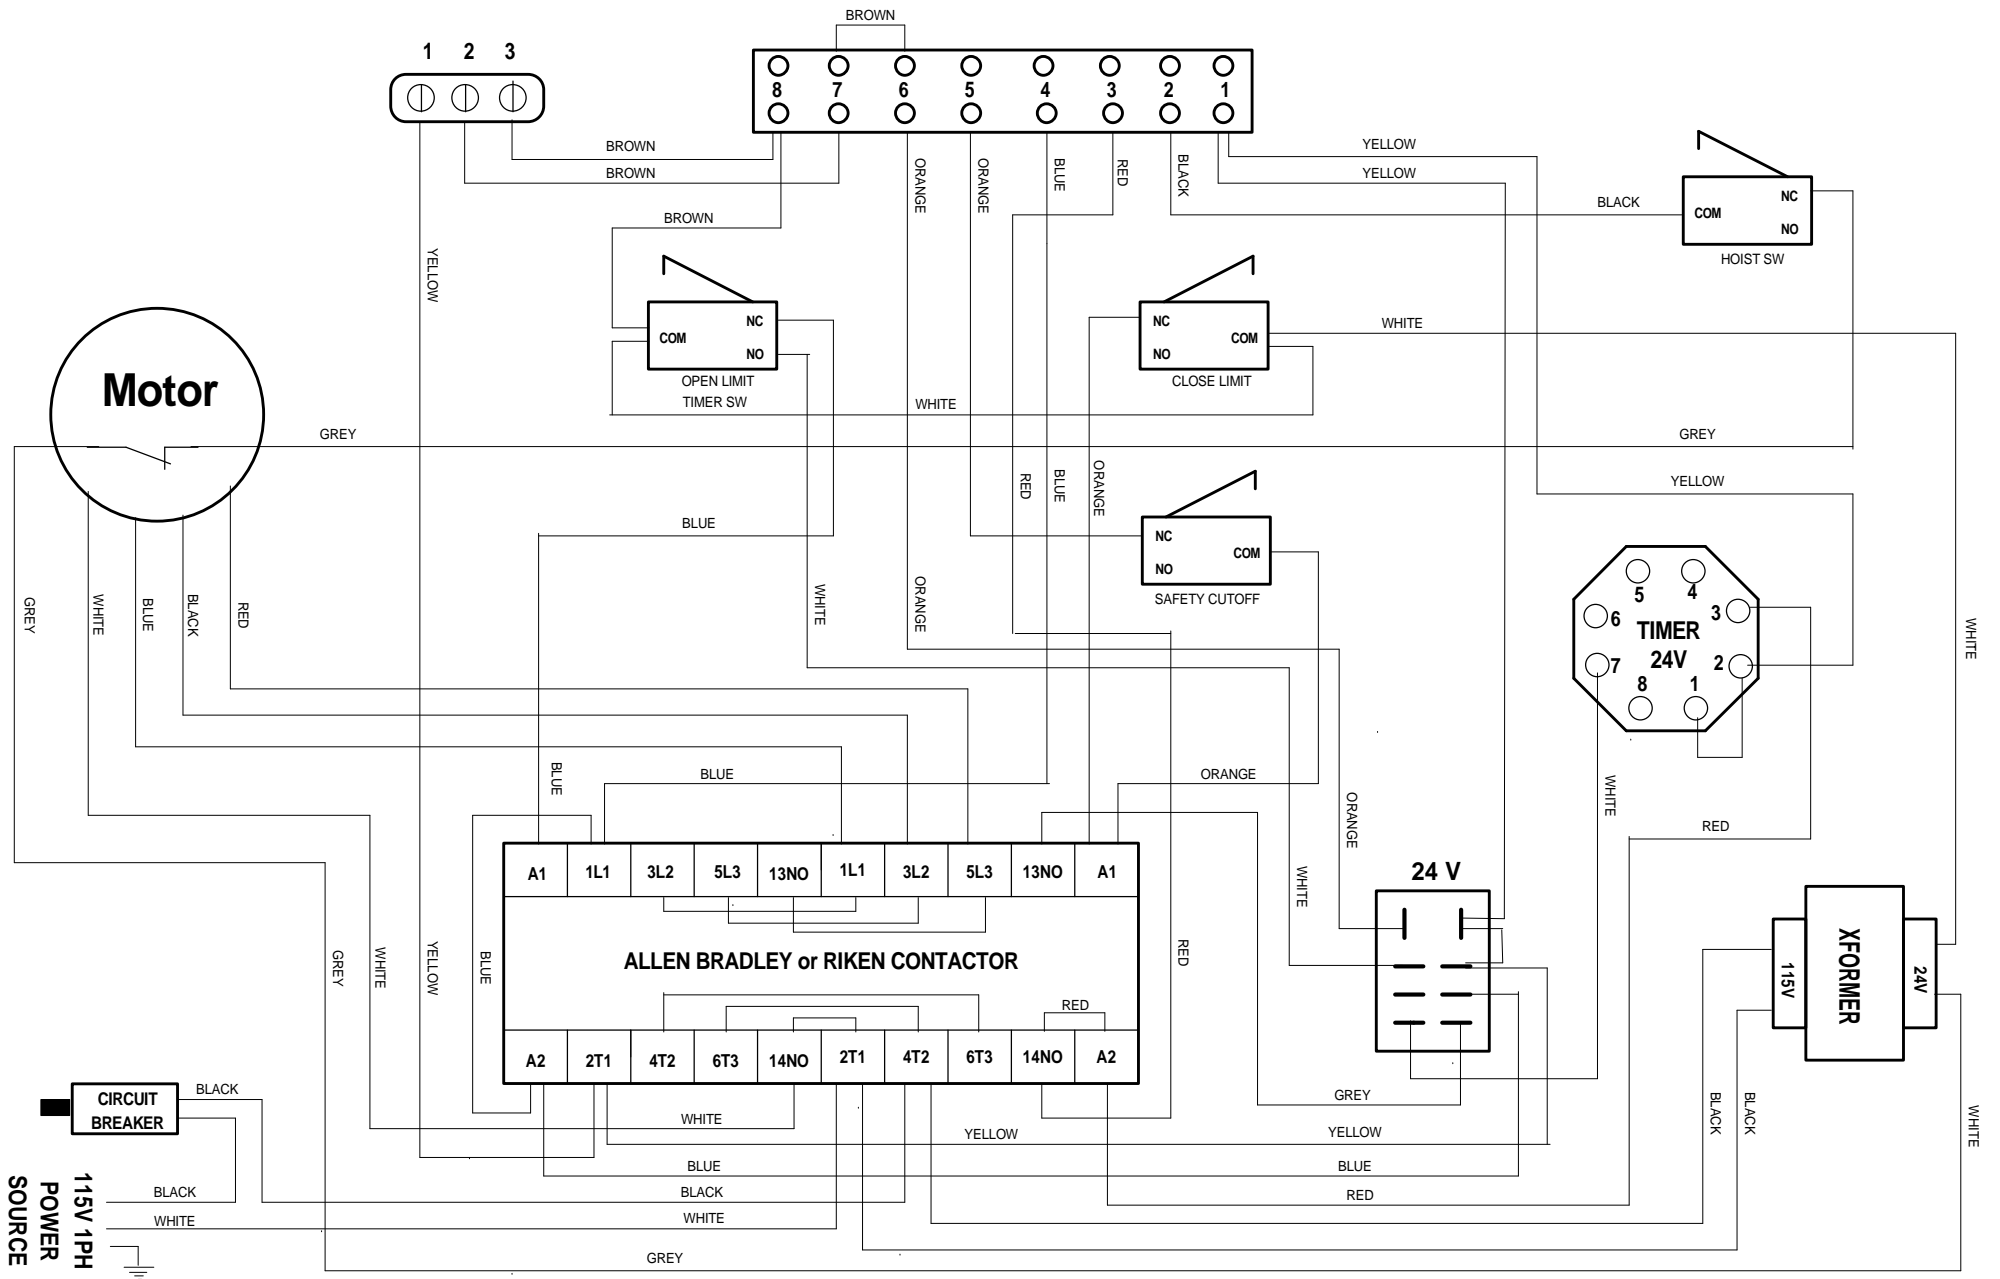 BROWN
1 2 3
8 7 6 5 4 3 2 1
BROWN
BROWN
BROWN
ORANGE
ORANGE
BLUE
RED
BLACK
YELLOW
YELLOW
BLACK
COM
NC
NO
HOIST SW
YELLOW
COM
NC
NO
OPEN LIMIT
TIMER SW
NC
NO
COM
CLOSE LIMIT
WHITE
WHITE
Motor
GREY
GREY
RED
BLUE
ORANGE
YELLOW
BLUE
NC
NO
COM
SAFETY CUTOFF
GREY
WHITE
BLUE
BLACK
RED
WHITE
ORANGE
5 4
6 3
TIMER
24V
7 2
8 1
WHITE
BLUE
BLUE
ORANGE
ORANGE
WHITE
RED
WHITE
A1 1L1 3L2 5L3 13NO 1L1 3L2 5L3 13NO A1
24 V
GREY
WHITE
YELLOW
BLUE
ALLEN BRADLEY or RIKEN CONTACTOR
RED
RED
A2 2T1 4T2 6T3 14NO 2T1 4T2 6T3 14NO A2
115V
XFORMER
24V
CIRCUIT
BREAKER
BLACK
GREY
BLACK
BLACK
WHITE
WHITE
YELLOW
YELLOW
BLUE
BLUE
BLACK
BLACK
RED
WHITE
WHITE
GREY
115V 1PH
POWER
SOURCE